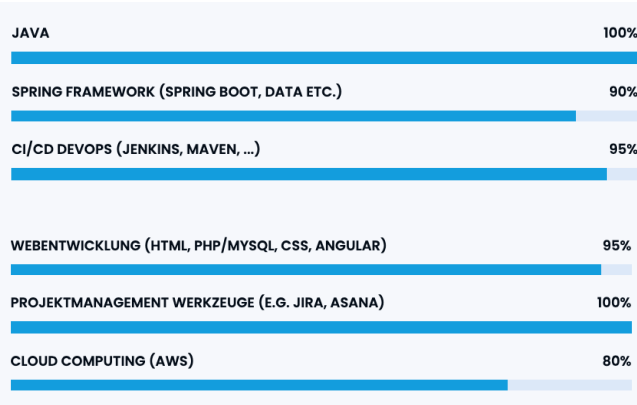 JAVA 100%
SPRING FRAMEWORK (SPRING BOOT, DATA ETC.) 90%
CI/CD DEVOPS (JENKINS, MAVEN, ...) 95%
WEBENTWICKLUNG (HTML, PHP/MYSQL, CSS, ANGULAR) 95%
PROJEKTMANAGEMENT WERKZEUGE (E.G. JIRA, ASANA) 100%
CLOUD COMPUTING (AWS) 80%